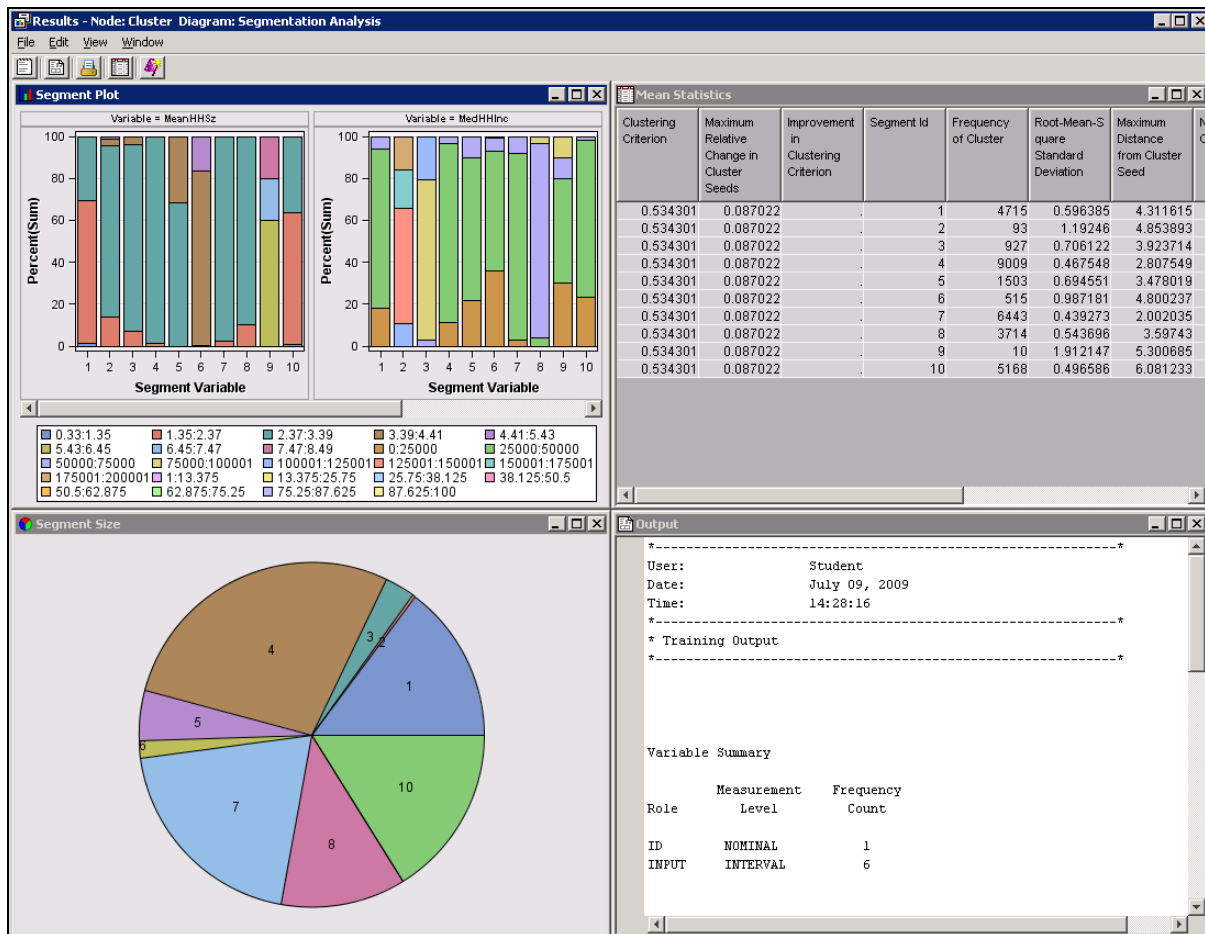 Results - Node: Cluster Diagram: Segmentation Analysis
File Edit View Window
Segment Plot
Variable = MeanHHSz
Variable = MedHHInc
Percent(Sum)
100
80
60
40
20
0
1 2 3 4 5 6 7 8 9 10
Segment Variable
Percent(Sum)
100
80
60
40
20
0
1 2 3 4 5 6 7 8 9 10
Segment Variable
0.33:1.35 1.35:2.37 2.37:3.39 3.39:4.41 4.41:5.43
5.43:6.45 6.45:7.47 7.47:8.49 0:25000 25000:50000
50000:75000 75000:100001 100001:125001 125001:150001 150001:175001
175001:200001 1:13.375 13.375:25.75 25.75:38.125 38.125:50.5
50.5:62.875 62.875:75.25 75.25:87.625 87.625:100
Mean Statistics
Clustering Criterion
Maximum Relative Change in Cluster Seeds
Improvement in Clustering Criterion
Segment Id
Frequency of Cluster
Root-Mean-S quare Standard Deviation
Maximum Distance from Cluster Seed
0.534301 0.087022 . 1 4715 0.596385 4.311615
0.534301 0.087022 . 2 93 1.19246 4.853893
0.534301 0.087022 . 3 927 0.706122 3.923714
0.534301 0.087022 . 4 9009 0.467548 2.807549
0.534301 0.087022 . 5 1503 0.694551 3.478019
0.534301 0.087022 . 6 515 0.987181 4.800237
0.534301 0.087022 . 7 6443 0.439273 2.002035
0.534301 0.087022 . 8 3714 0.543696 3.59743
0.534301 0.087022 . 9 10 1.912147 5.300685
0.534301 0.087022 . 10 5168 0.496586 6.081233
Segment Size
1
2
3
4
5
6
7
8
10
Output
*------------------------------------------------------------*
User: Student
Date: July 09, 2009
Time: 14:28:16
*------------------------------------------------------------*
* Training Output
*------------------------------------------------------------*
Variable Summary
Measurement Frequency
Role Level Count
ID NOMINAL 1
INPUT INTERVAL 6